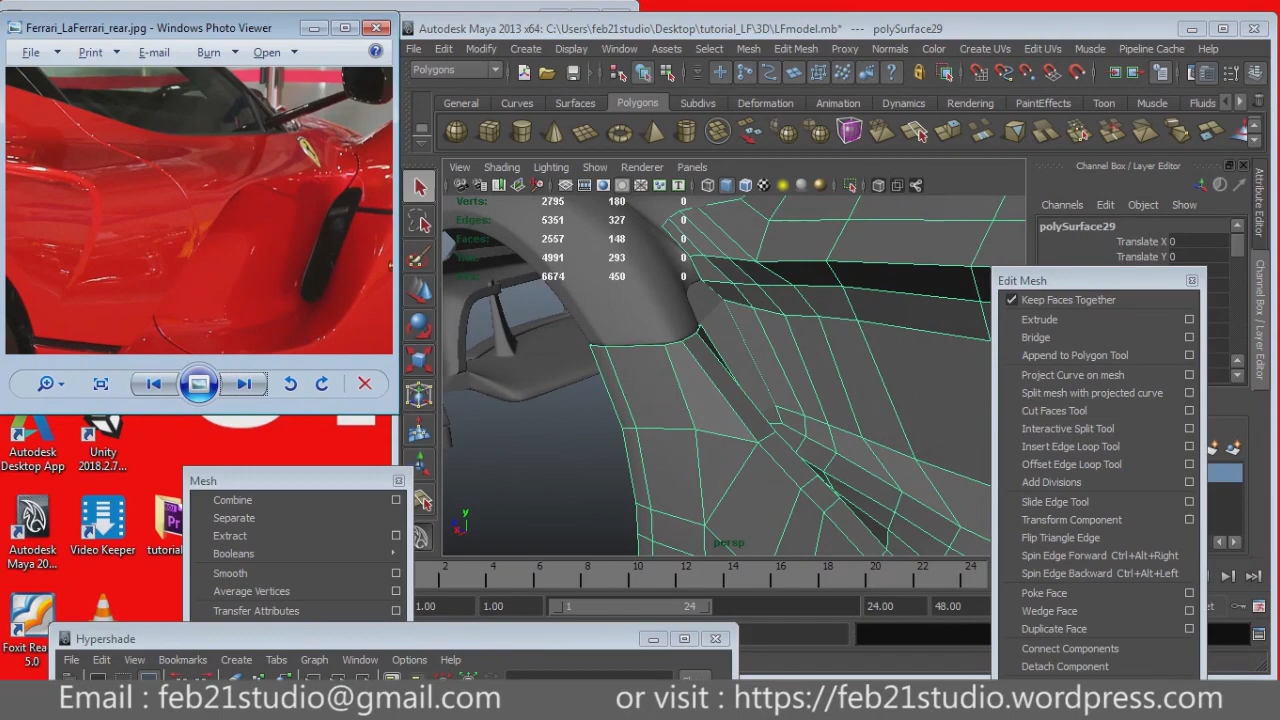 Ferrari_LaFerrari_rear.jpg - Windows Photo Viewer
File Print E-mail Burn Open
Autodesk Maya 2013 x64: C:\Users\feb21studio\Desktop\tutorial_LF\3D\LFmodel.mb* --- polySurface29
File Edit Modify Create Display Window Assets Select Mesh Edit Mesh Proxy Normals Color Create UVs Edit UVs Muscle Pipeline Cache Help
Polygons
General Curves Surfaces Polygons Subdivs Deformation Animation Dynamics Rendering PaintEffects Toon Muscle Fluids
View Shading Lighting Show Renderer Panels
Verts: 2795 180 0
Edges: 5351 327 0
Faces: 2557 148 0
4991 293 0
6674 450 0
persp
Channel Box / Layer Editor
Channels Edit Object Show
polySurface29
Translate X 0
Translate Y 0
Attribute Editor
Channel Box / Layer Editor
Edit Mesh
Keep Faces Together
Extrude
Bridge
Append to Polygon Tool
Project Curve on mesh
Split mesh with projected curve
Cut Faces Tool
Interactive Split Tool
Insert Edge Loop Tool
Offset Edge Loop Tool
Add Divisions
Slide Edge Tool
Transform Component
Flip Triangle Edge
Spin Edge Forward Ctrl+Alt+Right
Spin Edge Backward Ctrl+Alt+Left
Poke Face
Wedge Face
Duplicate Face
Connect Components
Detach Component
Autodesk Desktop App
Unity 2018.2.7...
Autodesk Maya 20...
Video Keeper
tutorial
Foxit Rea
5.0
Mesh
Combine
Separate
Extract
Booleans
Smooth
Average Vertices
Transfer Attributes
2 4 6 8 10 12 14 16 18 20 22 24
1.00 1.00 1 24 24.00 48.00
Hypershade
File Edit View Bookmarks Create Tabs Graph Window Options Help
Email : feb21studio@gmail.com or visit : https://feb21studio.wordpress.com